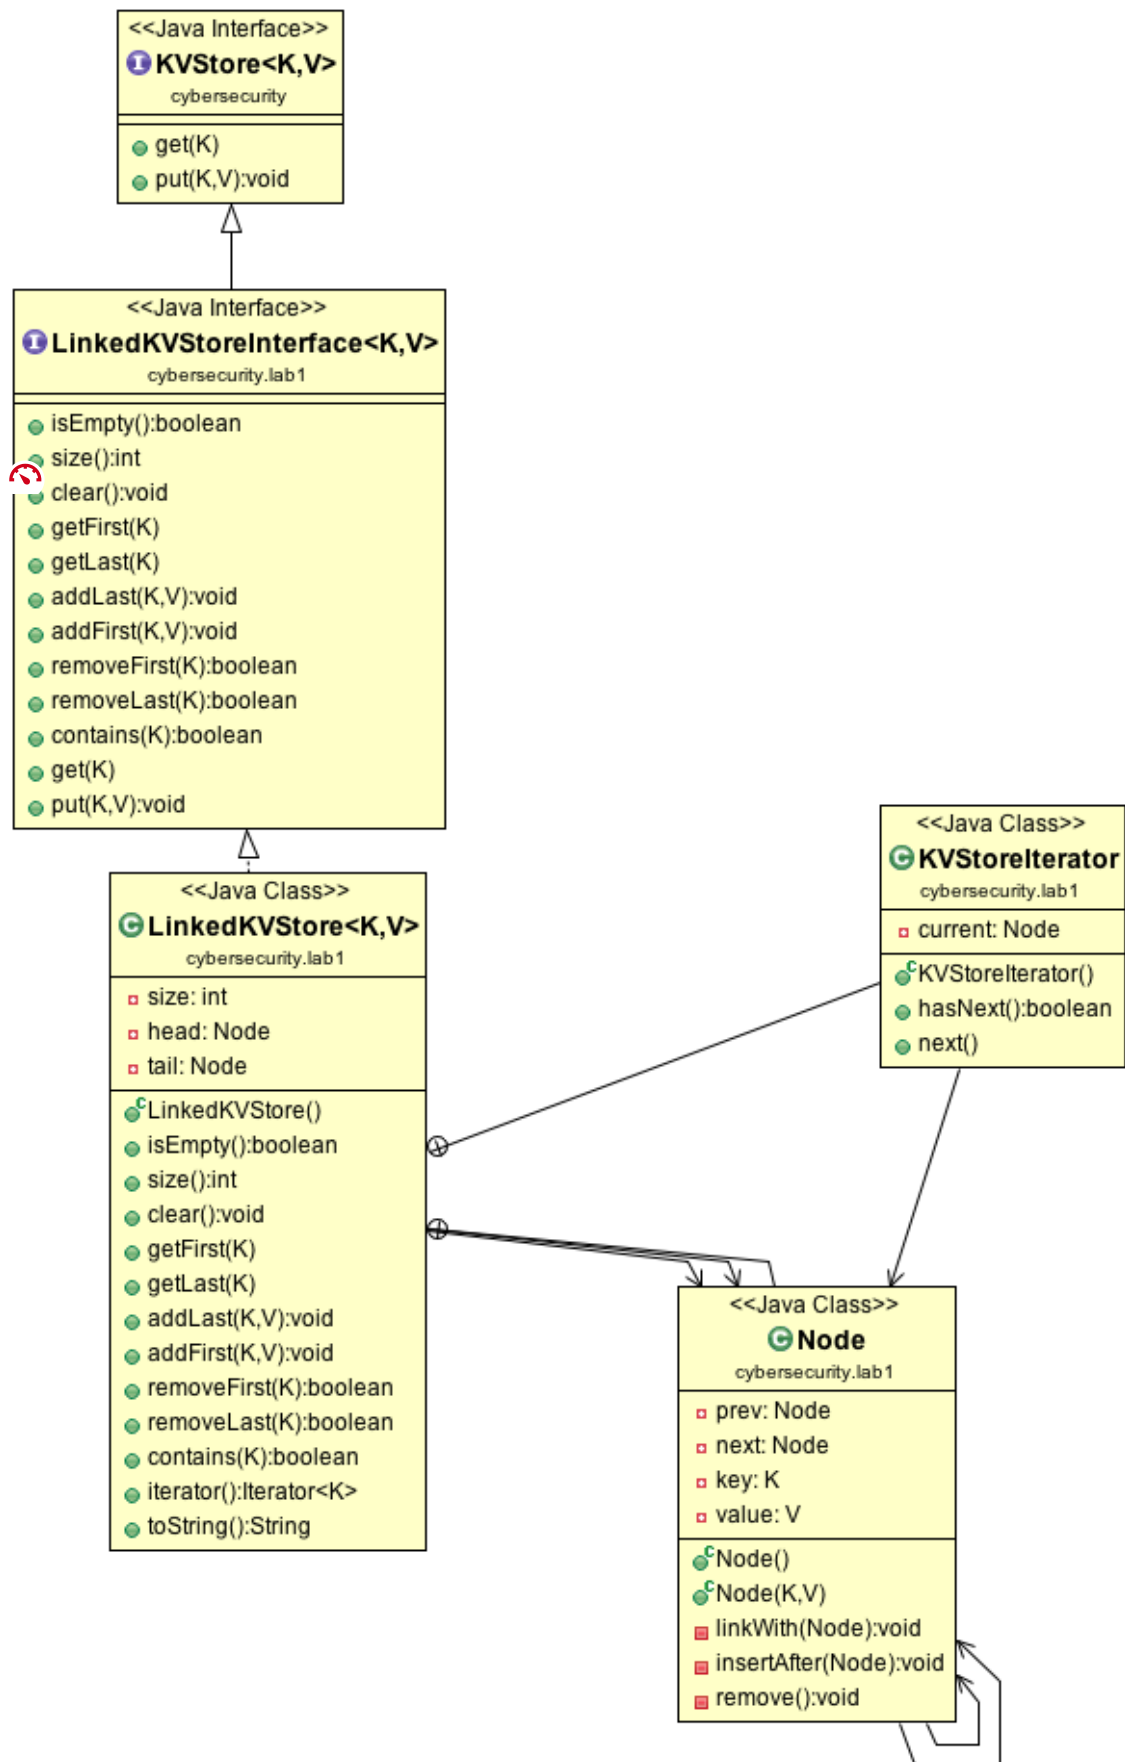 <<Java Interface>>
I KVStore<K,V>
cybersecurity
get(K)
put(K,V):void
<<Java Interface>>
I LinkedKVStoreInterface<K,V>
cybersecurity.lab1
isEmpty():boolean
size():int
clear():void
getFirst(K)
getLast(K)
addLast(K,V):void
addFirst(K,V):void
removeFirst(K):boolean
removeLast(K):boolean
contains(K):boolean
get(K)
put(K,V):void
<<Java Class>>
C LinkedKVStore<K,V>
cybersecurity.lab1
size: int
head: Node
tail: Node
C LinkedKVStore()
isEmpty():boolean
size():int
clear():void
getFirst(K)
getLast(K)
addLast(K,V):void
addFirst(K,V):void
removeFirst(K):boolean
removeLast(K):boolean
contains(K):boolean
iterator():Iterator<K>
toString():String
<<Java Class>>
C KVStoreIterator
cybersecurity.lab1
current: Node
C KVStoreIterator()
hasNext():boolean
next()
<<Java Class>>
C Node
cybersecurity.lab1
prev: Node
next: Node
key: K
value: V
C Node()
C Node(K,V)
linkWith(Node):void
insertAfter(Node):void
remove():void